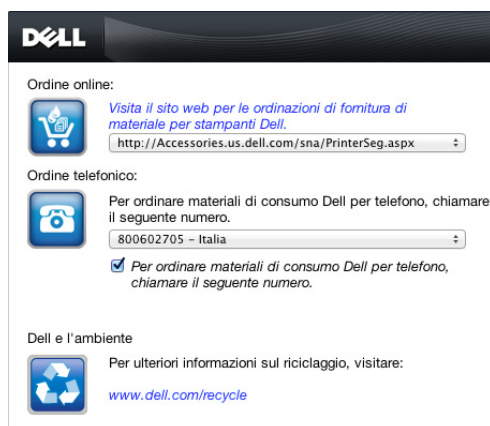 DELL
Ordine online:
Visita il sito web per le ordinazioni di fornitura di
materiale per stampanti Dell.
http://Accessories.us.dell.com/sna/PrinterSeg.aspx
Ordine telefonico:
Per ordinare materiali di consumo Dell per telefono, chiamare
il seguente numero.
800602705 – Italia
Per ordinare materiali di consumo Dell per telefono,
chiamare il seguente numero.
Dell e l'ambiente
Per ulteriori informazioni sul riciclaggio, visitare:
www.dell.com/recycle